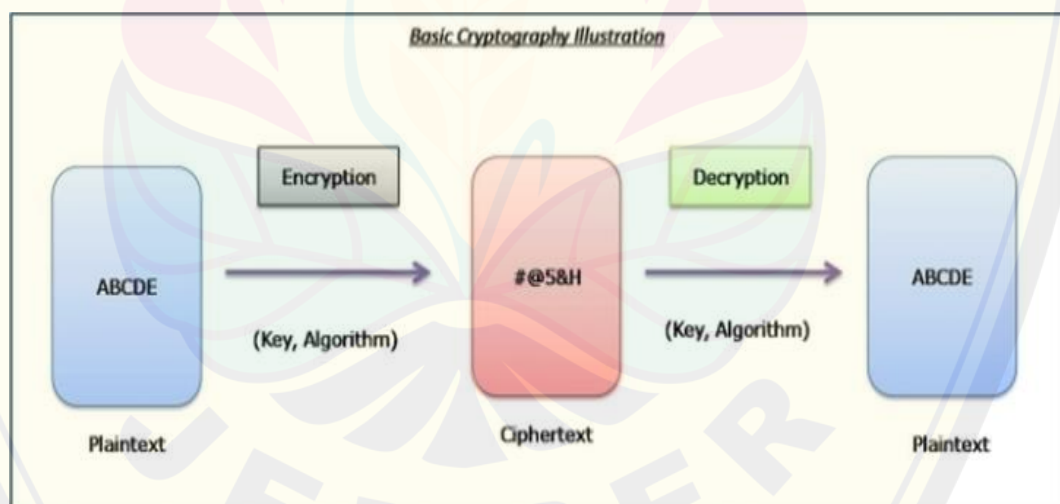 Basic Cryptography Illustration
Encryption
Decryption
ABCDE
#@5&H
ABCDE
(Key, Algorithm)
(Key, Algorithm)
Plaintext
Ciphertext
Plaintext